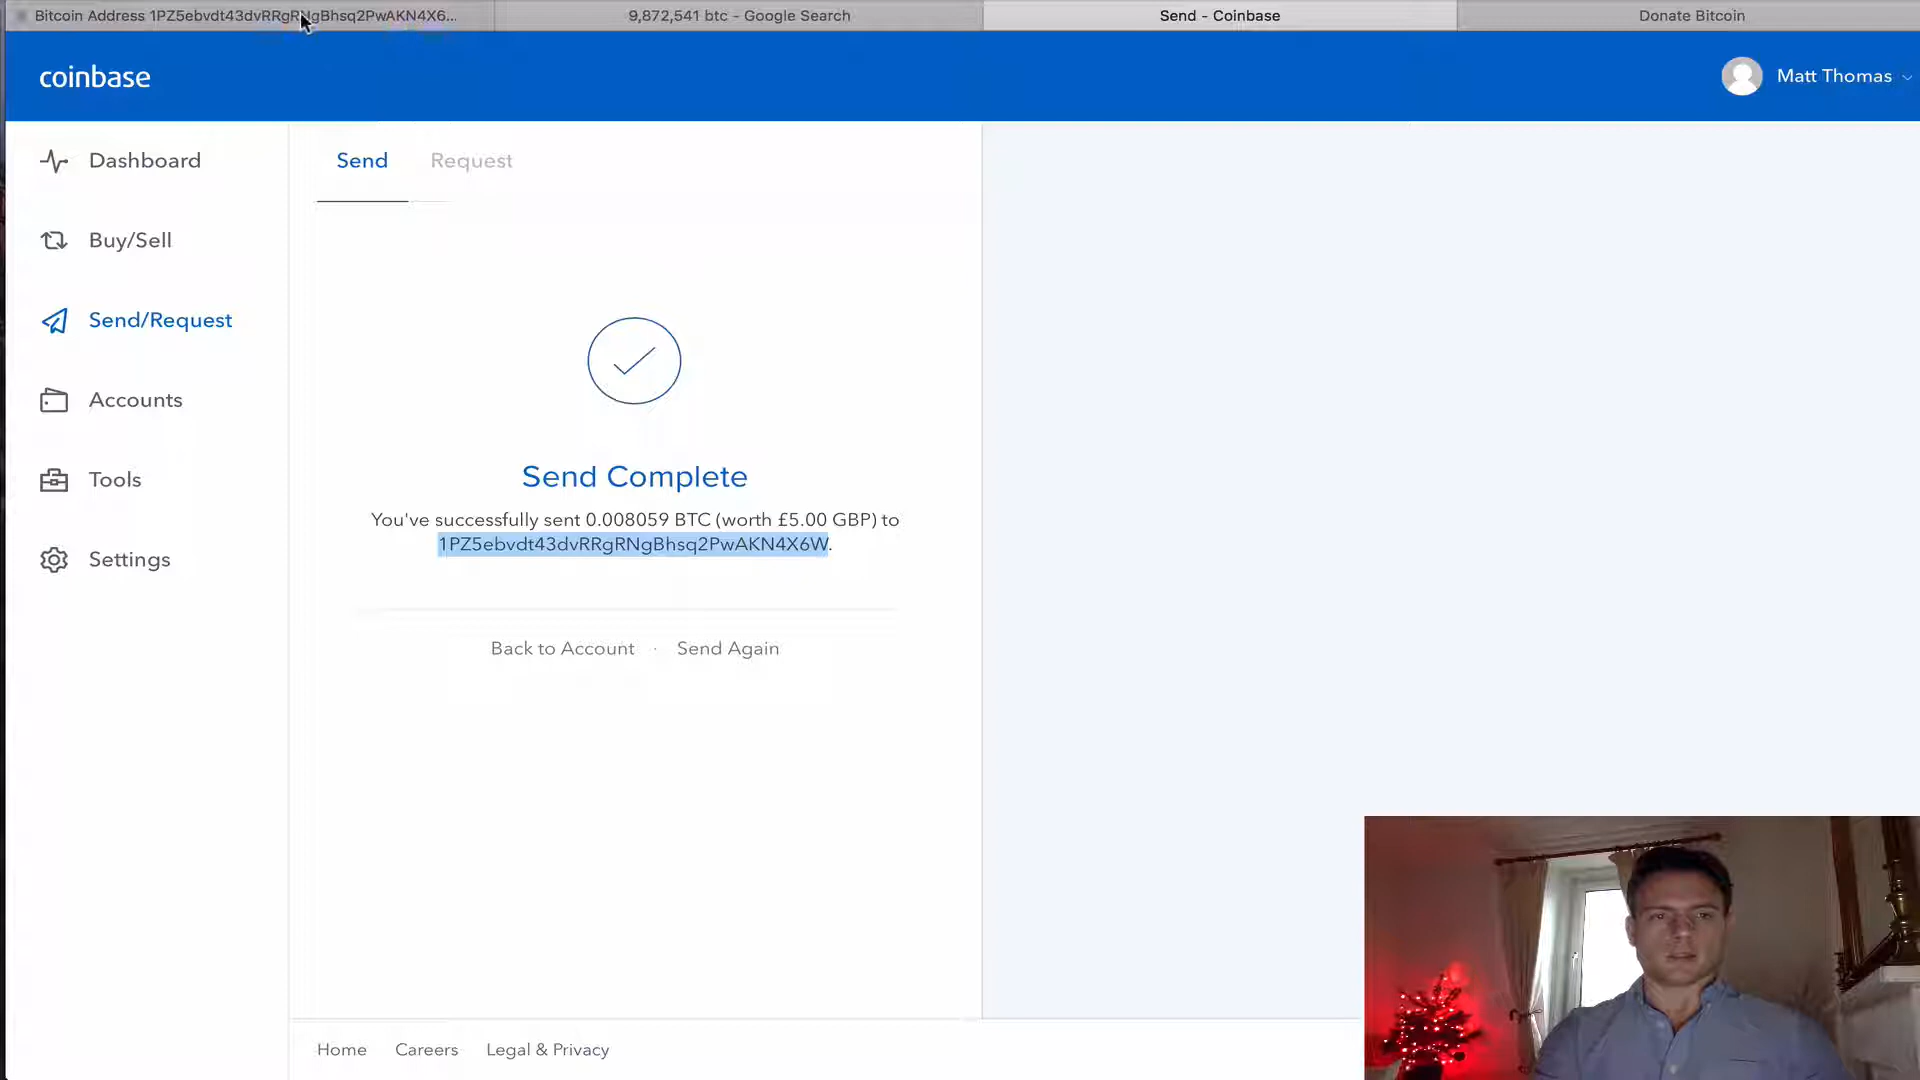 Bitcoin Address 1PZ5ebvdt43dvRRgRNgBhsq2PwAKN4X6...
9,872,541 btc - Google Search
Send - Coinbase
Donate Bitcoin
coinbase
Matt Thomas
Dashboard
Buy/Sell
Send/Request
Accounts
Tools
Settings
Send
Request
Send Complete
You've successfully sent 0.008059 BTC (worth £5.00 GBP) to
1PZ5ebvdt43dvRRgRNgBhsq2PwAKN4X6W.
Back to Account · Send Again
Home
Careers
Legal & Privacy